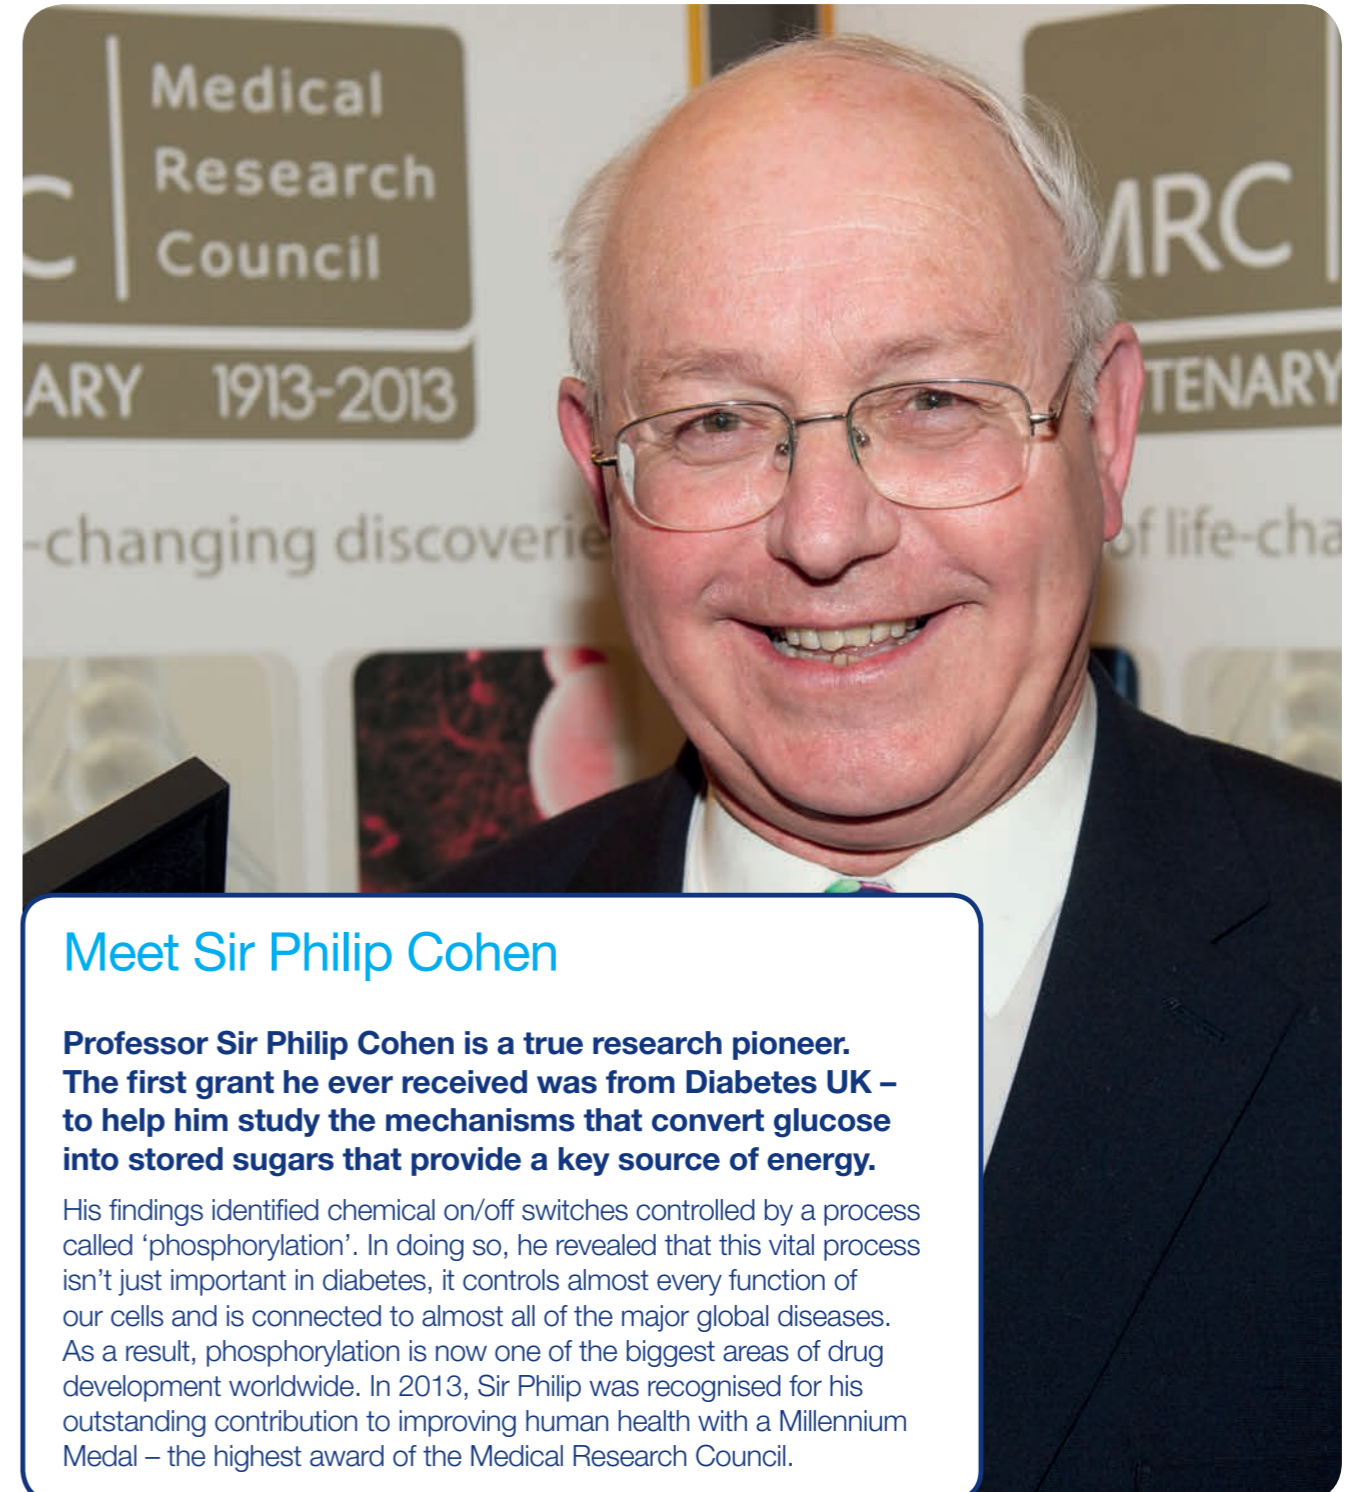 C
Medical
Research
Council
ARY 1913-2013
-changing discoverie
MRC
TENARY
of life-cha
Meet Sir Philip Cohen
Professor Sir Philip Cohen is a true research pioneer.
The first grant he ever received was from Diabetes UK –
to help him study the mechanisms that convert glucose
into stored sugars that provide a key source of energy.
His findings identified chemical on/off switches controlled by a process
called ‘phosphorylation’. In doing so, he revealed that this vital process
isn’t just important in diabetes, it controls almost every function of
our cells and is connected to almost all of the major global diseases.
As a result, phosphorylation is now one of the biggest areas of drug
development worldwide. In 2013, Sir Philip was recognised for his
outstanding contribution to improving human health with a Millennium
Medal – the highest award of the Medical Research Council.